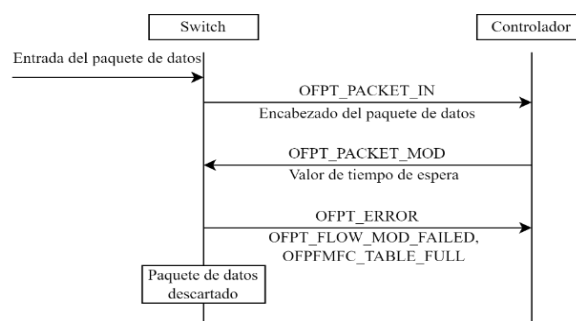 Switch
Controlador
Entrada del paquete de datos
OFPT_PACKET_IN
Encabezado del paquete de datos
OFPT_PACKET_MOD
Valor de tiempo de espera
OFPT_ERROR
OFPT_FLOW_MOD_FAILED,
OFPFMFC_TABLE_FULL
Paquete de datos
descartado